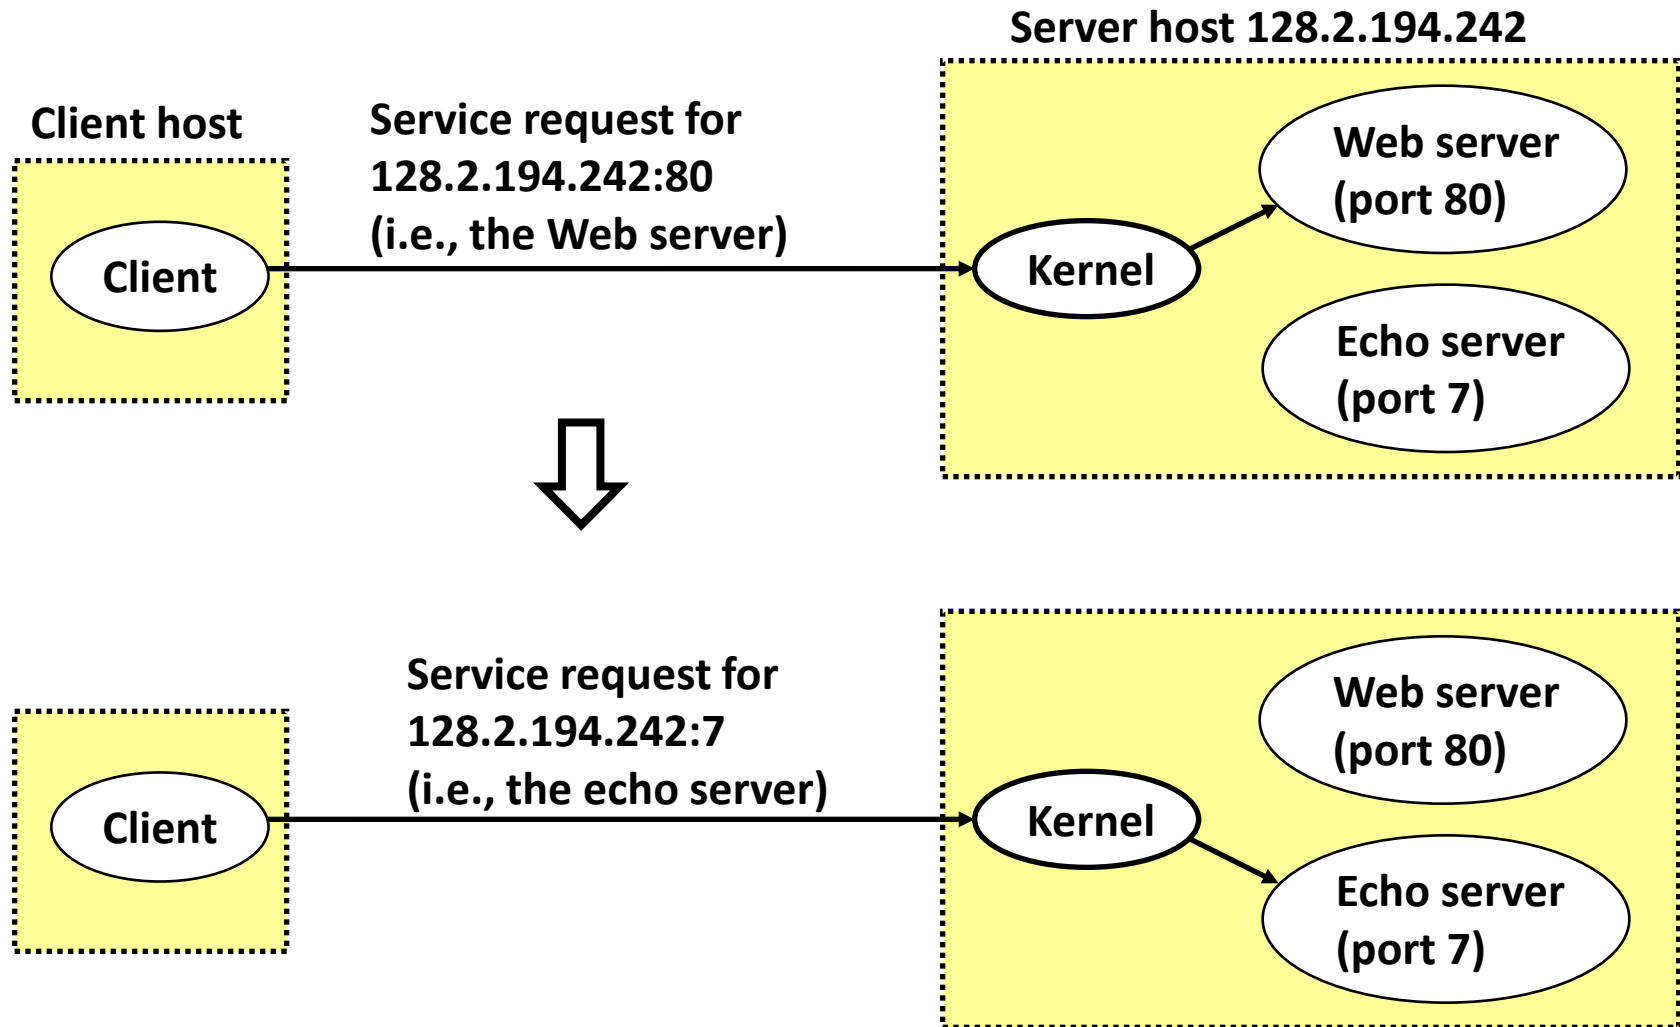 Server host 128.2.194.242
Client host
Service request for
128.2.194.242:80
(i.e., the Web server)
Client
Kernel
Web server
(port 80)
Echo server
(port 7)
Service request for
128.2.194.242:7
(i.e., the echo server)
Client
Kernel
Web server
(port 80)
Echo server
(port 7)